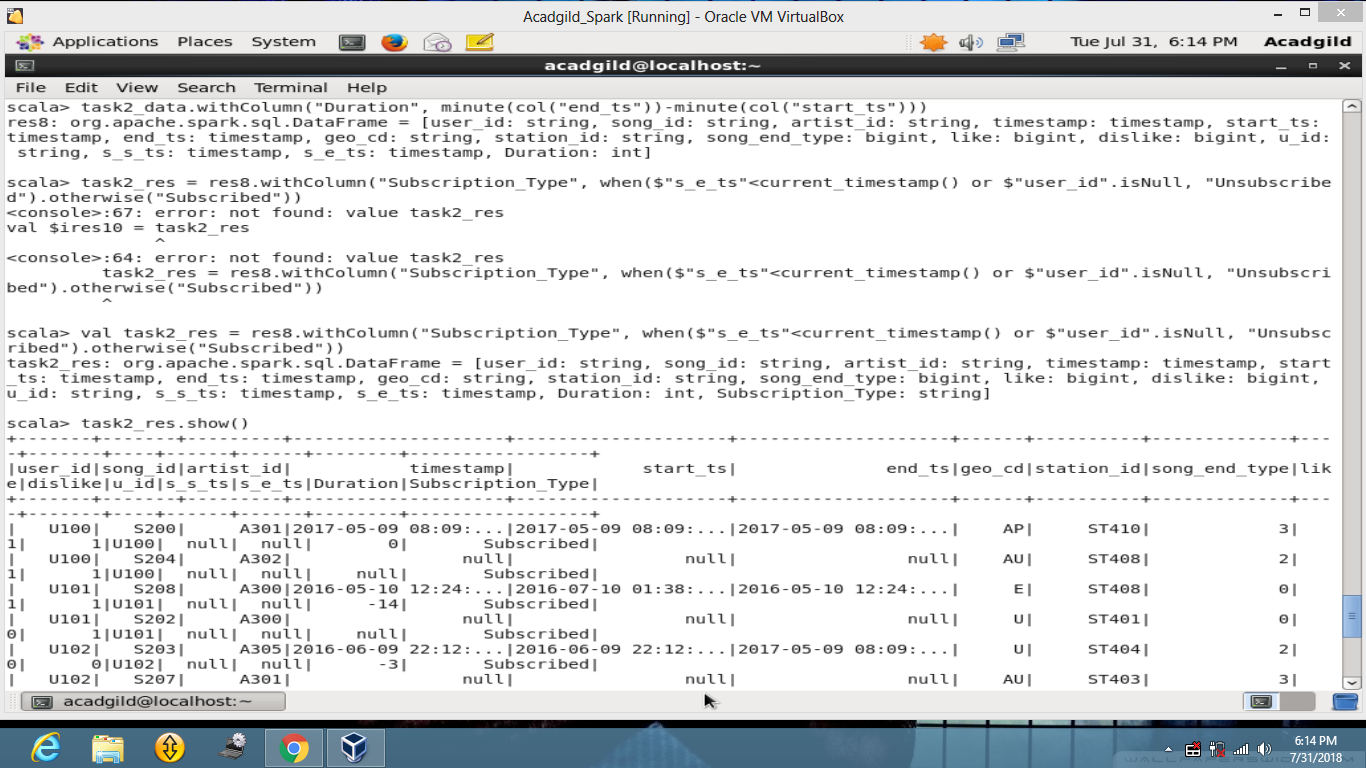 Acadgild_Spark [Running] - Oracle VM VirtualBox
Applications Places System Tue Jul 31, 6:14 PM Acadgild
acadgild@localhost:~
File Edit View Search Terminal Help
scala> task2_data.withColumn("Duration", minute(col("end_ts"))-minute(col("start_ts")))
res8: org.apache.spark.sql.DataFrame = [user_id: string, song_id: string, artist_id: string, timestamp: timestamp, start_ts:
timestamp, end_ts: timestamp, geo_cd: string, station_id: string, song_end_type: bigint, like: bigint, dislike: bigint, u_id:
 string, s_s_ts: timestamp, s_e_ts: timestamp, Duration: int]
scala> task2_res = res8.withColumn("Subscription_Type", when($"s_e_ts"<current_timestamp() or $"user_id".isNull, "Unsubscribe
d").otherwise("Subscribed"))
<console>:67: error: not found: value task2_res
val $ires10 = task2_res
              ^
<console>:64: error: not found: value task2_res
         task2_res = res8.withColumn("Subscription_Type", when($"s_e_ts"<current_timestamp() or $"user_id".isNull, "Unsubscri
bed").otherwise("Subscribed"))
         ^
scala> val task2_res = res8.withColumn("Subscription_Type", when($"s_e_ts"<current_timestamp() or $"user_id".isNull, "Unsubsc
ribed").otherwise("Subscribed"))
task2_res: org.apache.spark.sql.DataFrame = [user_id: string, song_id: string, artist_id: string, timestamp: timestamp, start
_ts: timestamp, end_ts: timestamp, geo_cd: string, station_id: string, song_end_type: bigint, like: bigint, dislike: bigint,
u_id: string, s_s_ts: timestamp, s_e_ts: timestamp, Duration: int, Subscription_Type: string]
scala> task2_res.show()
+-------+-------+---------+--------------------+--------------------+--------------------+------+----------+-------------+---
-+-------+----+------+------+--------+-----------------+
|user_id|song_id|artist_id|           timestamp|            start_ts|              end_ts|geo_cd|station_id|song_end_type|lik
e|dislike|u_id|s_s_ts|s_e_ts|Duration|Subscription_Type|
+-------+-------+---------+--------------------+--------------------+--------------------+------+----------+-------------+---
-+-------+----+------+------+--------+-----------------+
|   U100|   S200|     A301|2017-05-09 08:09:...|2017-05-09 08:09:...|2017-05-09 08:09:...|    AP|     ST410|            3|
1|      1|U100|  null|  null|       0|       Subscribed|
|   U100|   S204|     A302|                null|                null|                null|    AU|     ST408|            2|
1|      1|U100|  null|  null|    null|       Subscribed|
|   U101|   S208|     A300|2016-05-10 12:24:...|2016-07-10 01:38:...|2016-05-10 12:24:...|     E|     ST408|            0|
1|      1|U101|  null|  null|     -14|       Subscribed|
|   U101|   S202|     A300|                null|                null|                null|     U|     ST401|            0|
0|      1|U101|  null|  null|    null|       Subscribed|
|   U102|   S203|     A305|2016-06-09 22:12:...|2016-06-09 22:12:...|2017-05-09 08:09:...|     U|     ST404|            2|
0|      0|U102|  null|  null|      -3|       Subscribed|
|   U102|   S207|     A301|                null|                null|                null|    AU|     ST403|            3|
acadgild@localhost:~
6:14 PM
7/31/2018